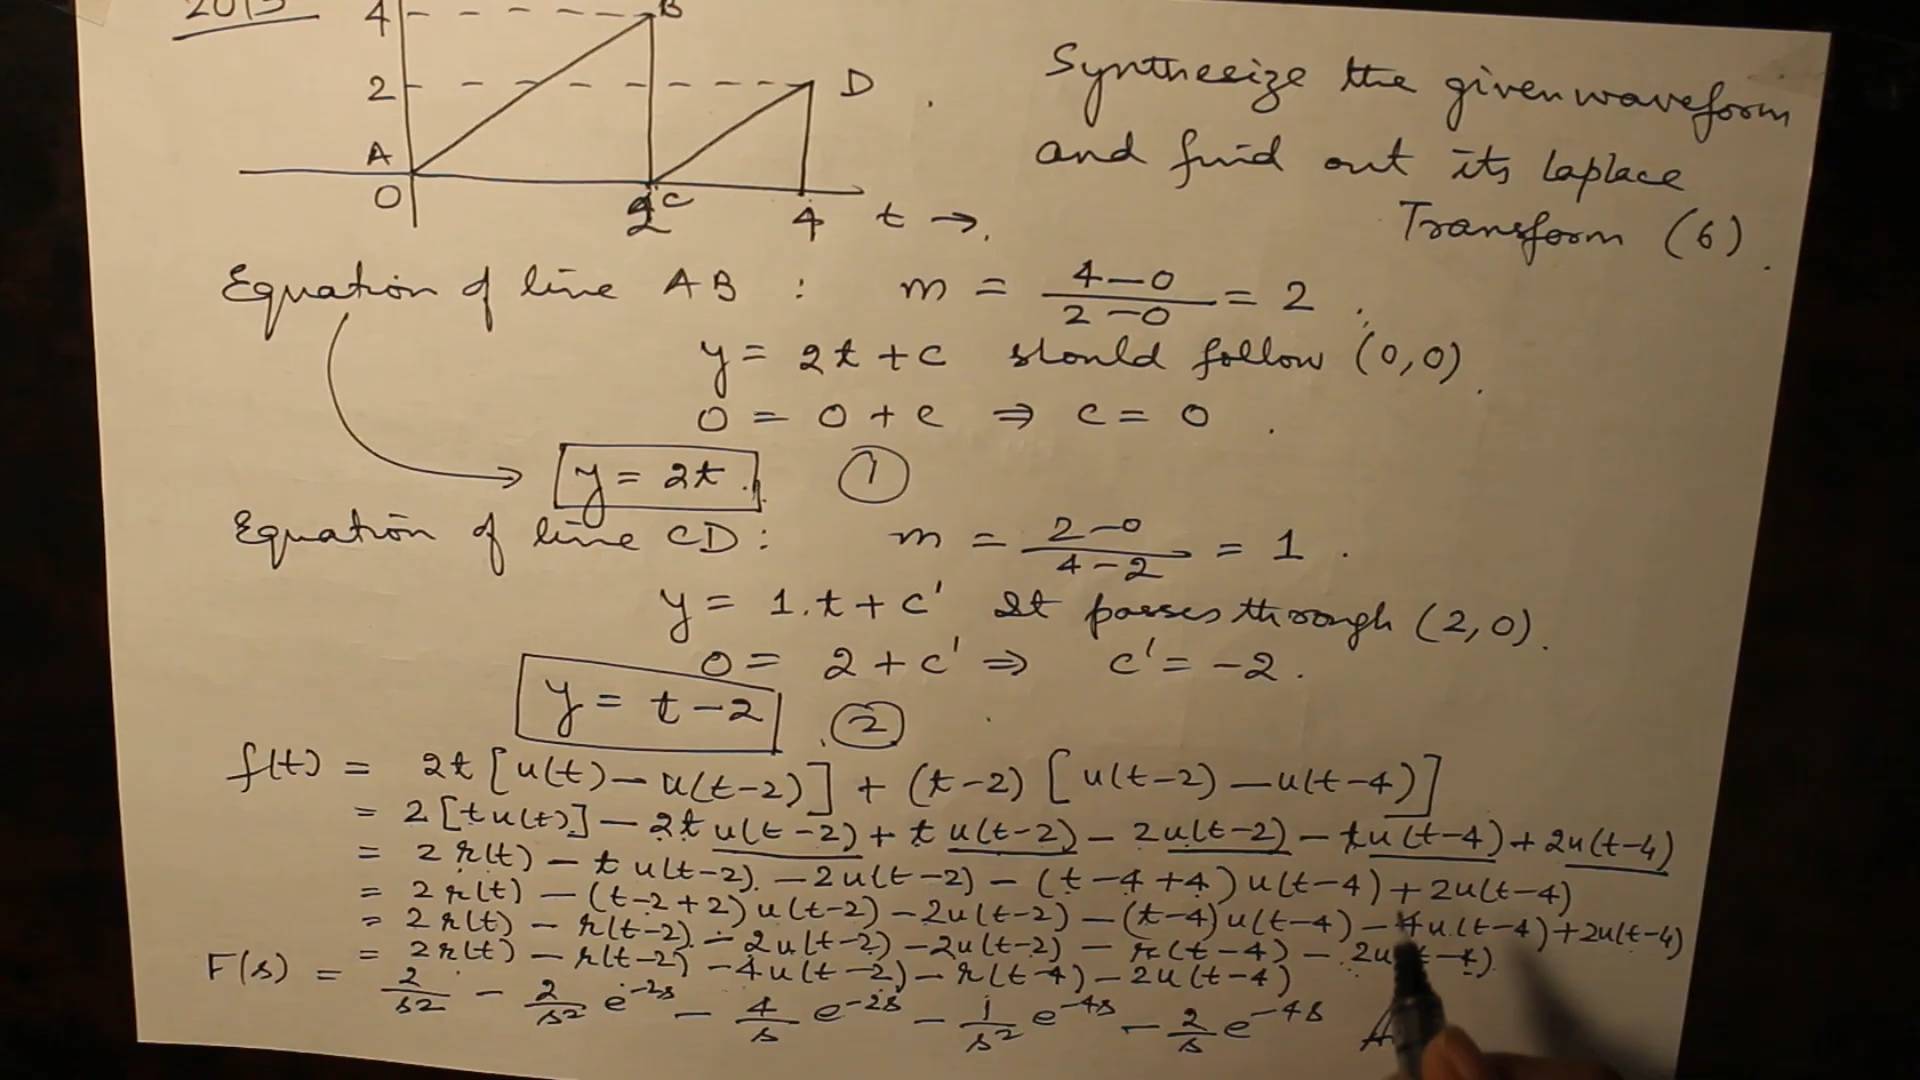 2015
4 B
2 D
A
O 2 C 4 t →
Syntheeize the given waveform
and find out its Laplace
Transform (6).
Equation of line AB : m = (4-0)/(2-0) = 2.
y = 2t + c should follow (0,0).
0 = 0 + c ⇒ c = 0.
y = 2t. ①
Equation of line CD : m = (2-0)/(4-2) = 1.
y = 1.t + c' It passes through (2,0).
0 = 2 + c' ⇒ c' = -2.
y = t-2 ②
f(t) = 2t [u(t) - u(t-2)] + (t-2) [u(t-2) - u(t-4)]
= 2[t u(t)] - 2t u(t-2) + t u(t-2) - 2u(t-2) - t u(t-4) + 2u(t-4)
= 2 r(t) - t u(t-2) - 2u(t-2) - (t-4+4) u(t-4) + 2u(t-4)
= 2 r(t) - (t-2+2) u(t-2) - 2u(t-2) - (t-4) u(t-4) - 4u(t-4) + 2u(t-4)
= 2 r(t) - r(t-2) - 2u(t-2) - 2u(t-2) - r(t-4) - 2u(t-4)
= 2 r(t) - r(t-2) - 4u(t-2) - r(t-4) - 2u(t-4)
F(s) = 2/s² - 2/s² e^-2s - 4/s e^-2s - 1/s² e^-4s - 2/s e^-4s